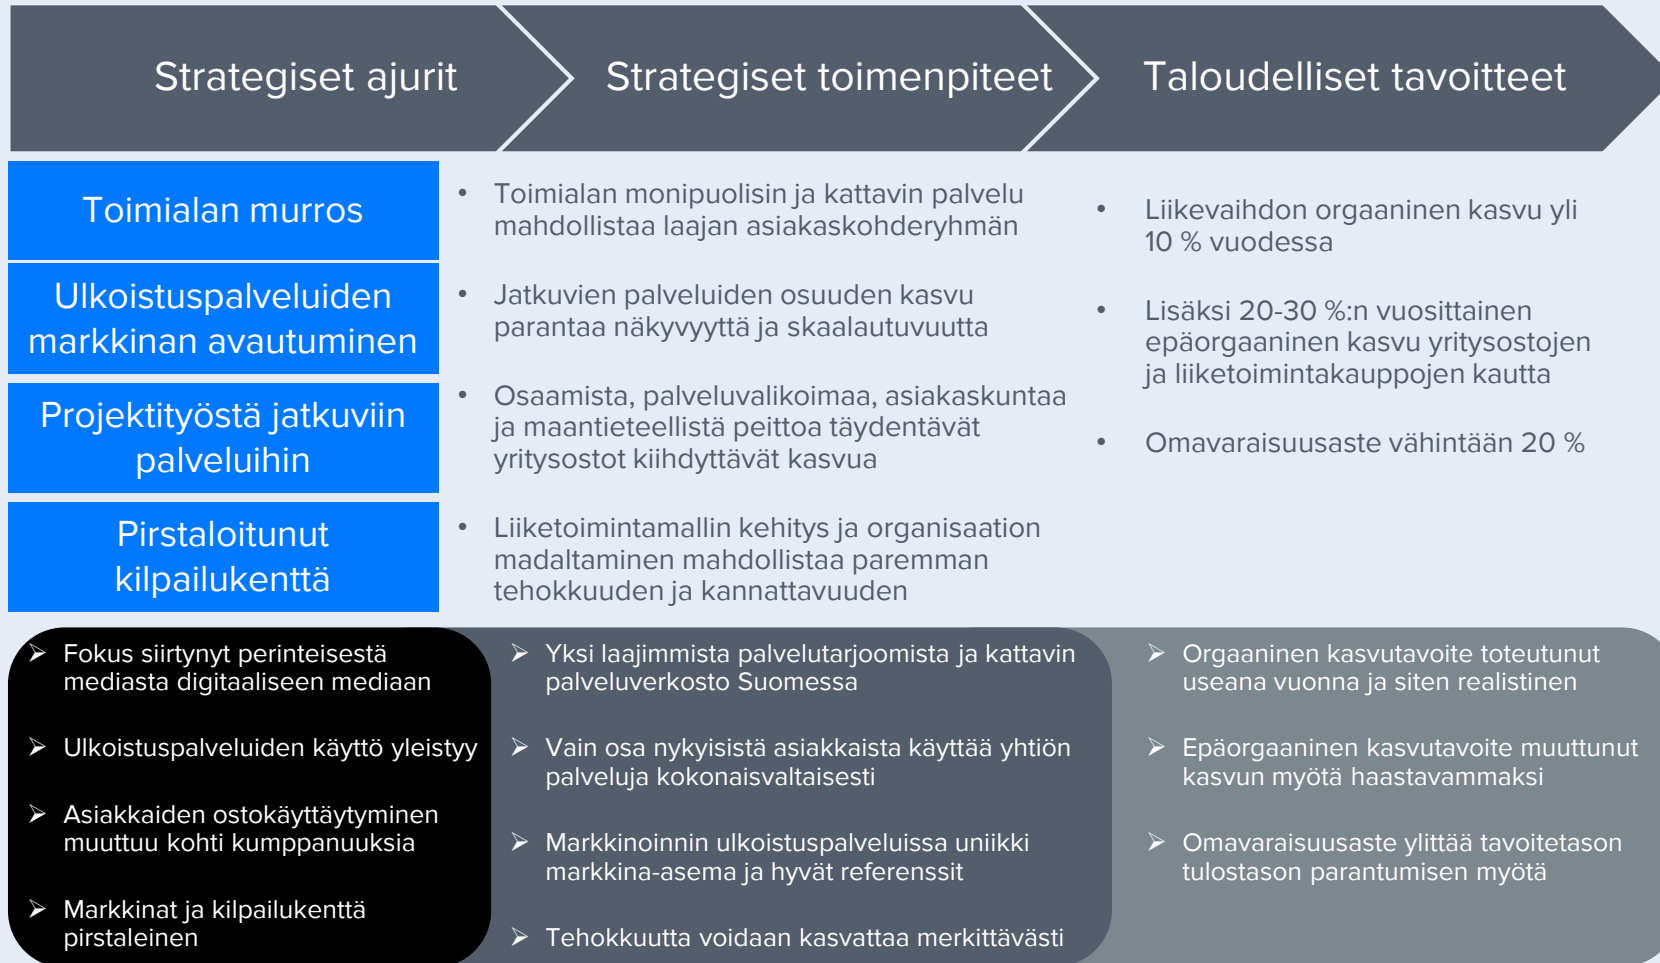 Strategiset ajurit
Strategiset toimenpiteet
Taloudelliset tavoitteet
Toimialan murros
Ulkoistuspalveluiden
markkinan avautuminen
Projektityöstä jatkuviin
palveluihin
Pirstaloitunut
kilpailukenttä
• Toimialan monipuolisin ja kattavin palvelu
mahdollistaa laajan asiakaskohderyhmän
• Jatkuvien palveluiden osuuden kasvu
parantaa näkyvyyttä ja skaalautuvuutta
• Osaamista, palveluvalikoimaa, asiakaskuntaa
ja maantieteellistä peittoa täydentävät
yritysostot kiihdyttävät kasvua
• Liiketoimintamallin kehitys ja organisaation
madaltaminen mahdollistaa paremman
tehokkuuden ja kannattavuuden
• Liikevaihdon orgaaninen kasvu yli
10 % vuodessa
• Lisäksi 20-30 %:n vuosittainen
epäorgaaninen kasvu yritysostojen
ja liiketoimintakauppojen kautta
• Omavaraisuusaste vähintään 20 %
➢ Fokus siirtynyt perinteisestä
mediasta digitaaliseen mediaan
➢ Ulkoistuspalveluiden käyttö yleistyy
➢ Asiakkaiden ostokäyttäytyminen
muuttuu kohti kumppanuuksia
➢ Markkinat ja kilpailukenttä
pirstaleinen
➢ Yksi laajimmista palvelutarjoomista ja kattavin
palveluverkosto Suomessa
➢ Vain osa nykyisistä asiakkaista käyttää yhtiön
palveluja kokonaisvaltaisesti
➢ Markkinoinnin ulkoistuspalveluissa uniikki
markkina-asema ja hyvät referenssit
➢ Tehokkuutta voidaan kasvattaa merkittävästi
➢ Orgaaninen kasvutavoite toteutunut
useana vuonna ja siten realistinen
➢ Epäorgaaninen kasvutavoite muuttunut
kasvun myötä haastavammaksi
➢ Omavaraisuusaste ylittää tavoitetason
tulostason parantumisen myötä